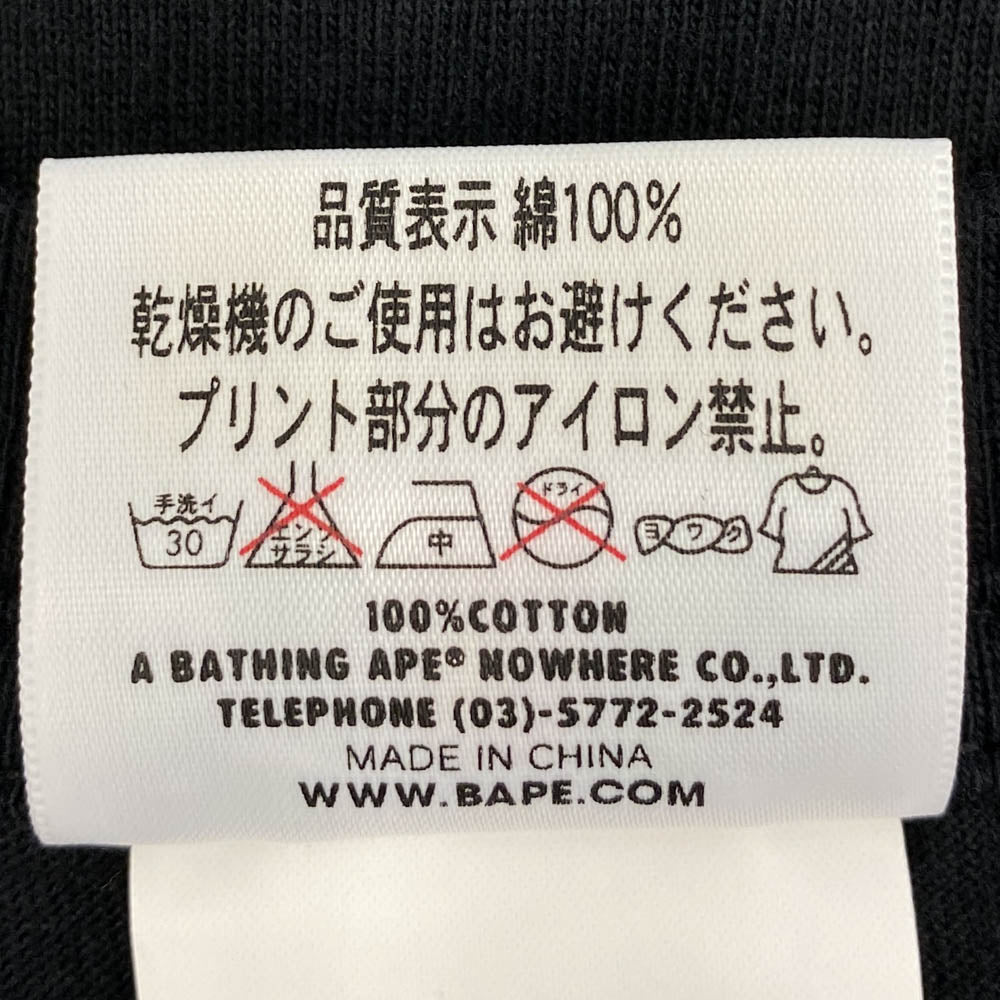 品質表示 綿100%
乾燥機のご使用はお避けください。
プリント部分のアイロン禁止。
手洗イ
30
エンソ
サラシ
中
ドライ
ヨワク
100%COTTON
A BATHING APE® NOWHERE CO.,LTD.
TELEPHONE (03)-5772-2524
MADE IN CHINA
WWW.BAPE.COM